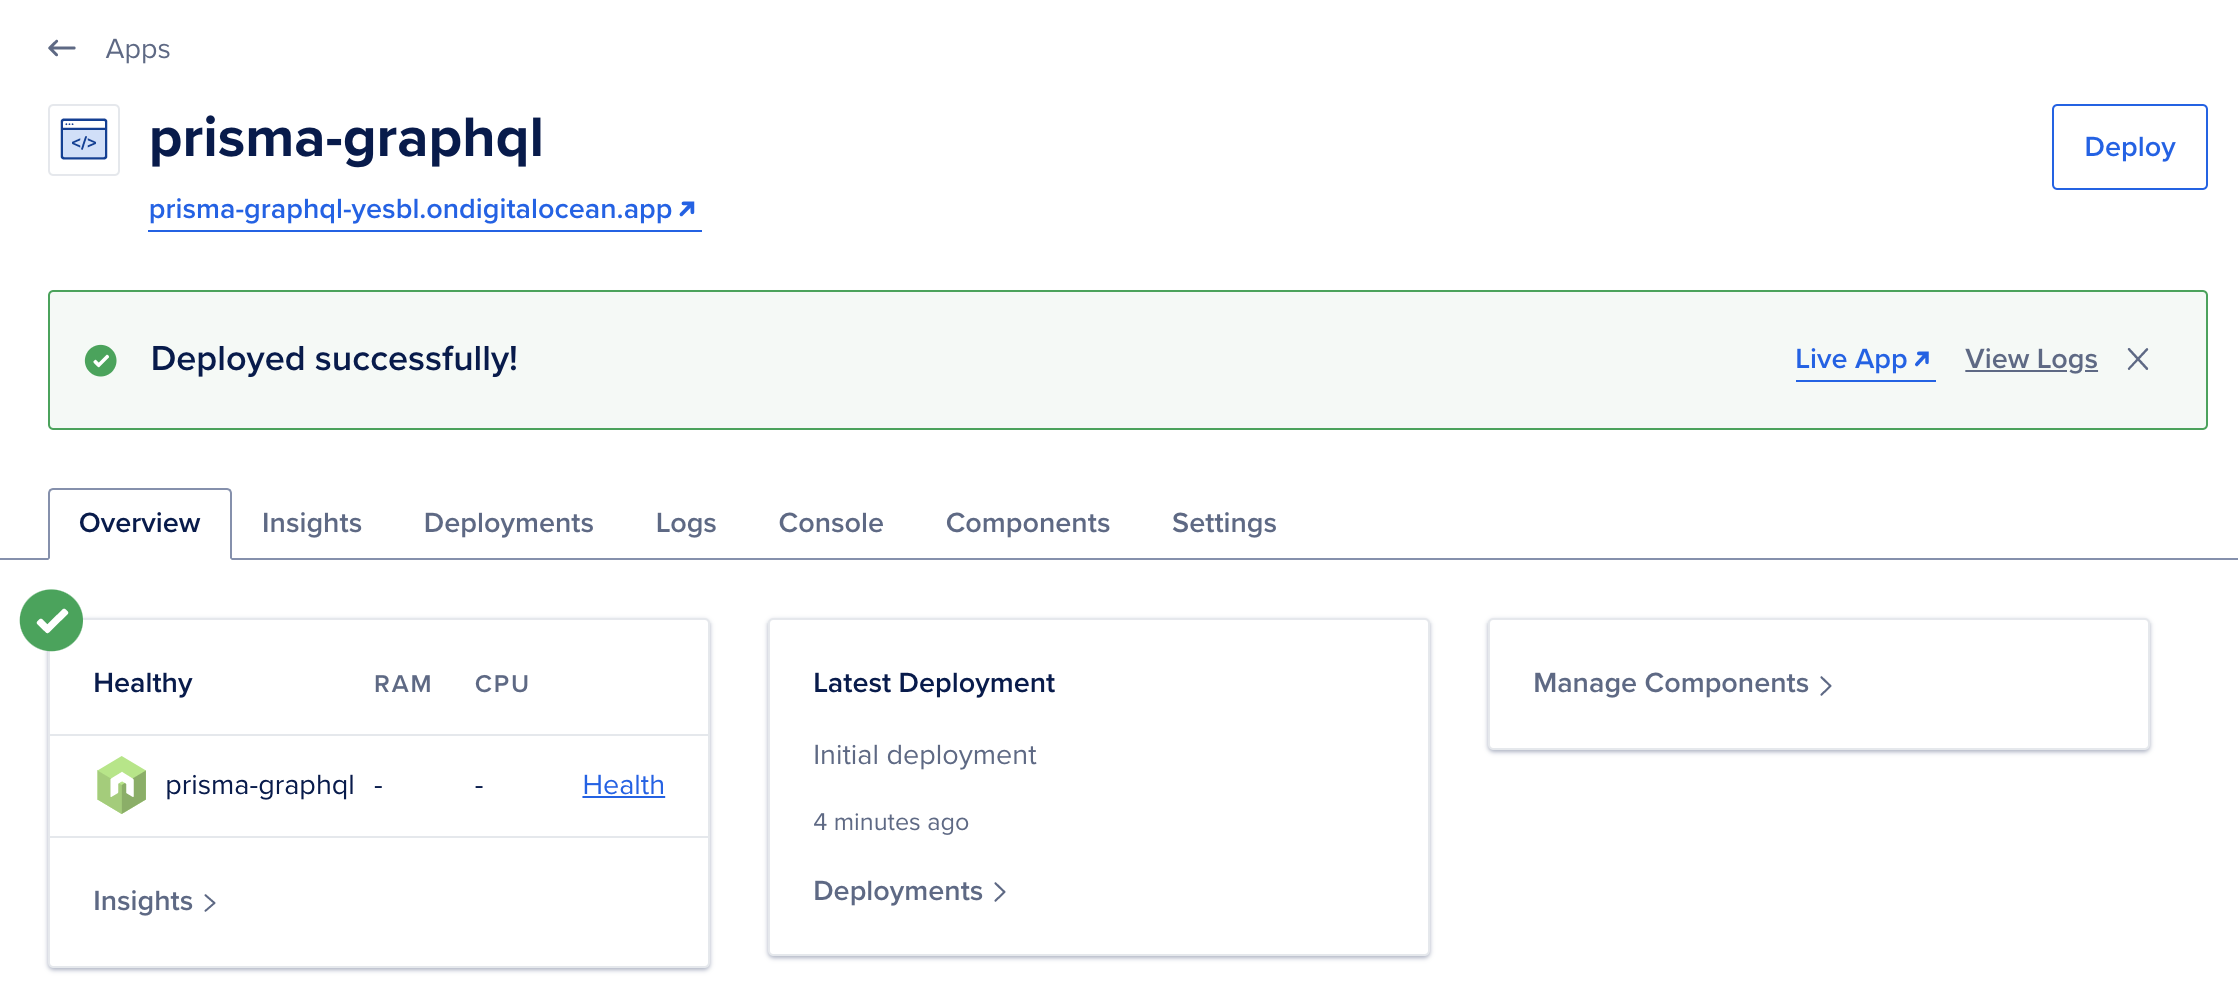 Apps
prisma-graphql
Deploy
prisma-graphql-yesbl.ondigitalocean.app
Deployed successfully!
Live App
View Logs
Overview
Insights
Deployments
Logs
Console
Components
Settings
Healthy RAM CPU
prisma-graphql - - Health
Insights
Latest Deployment
Initial deployment
4 minutes ago
Deployments
Manage Components